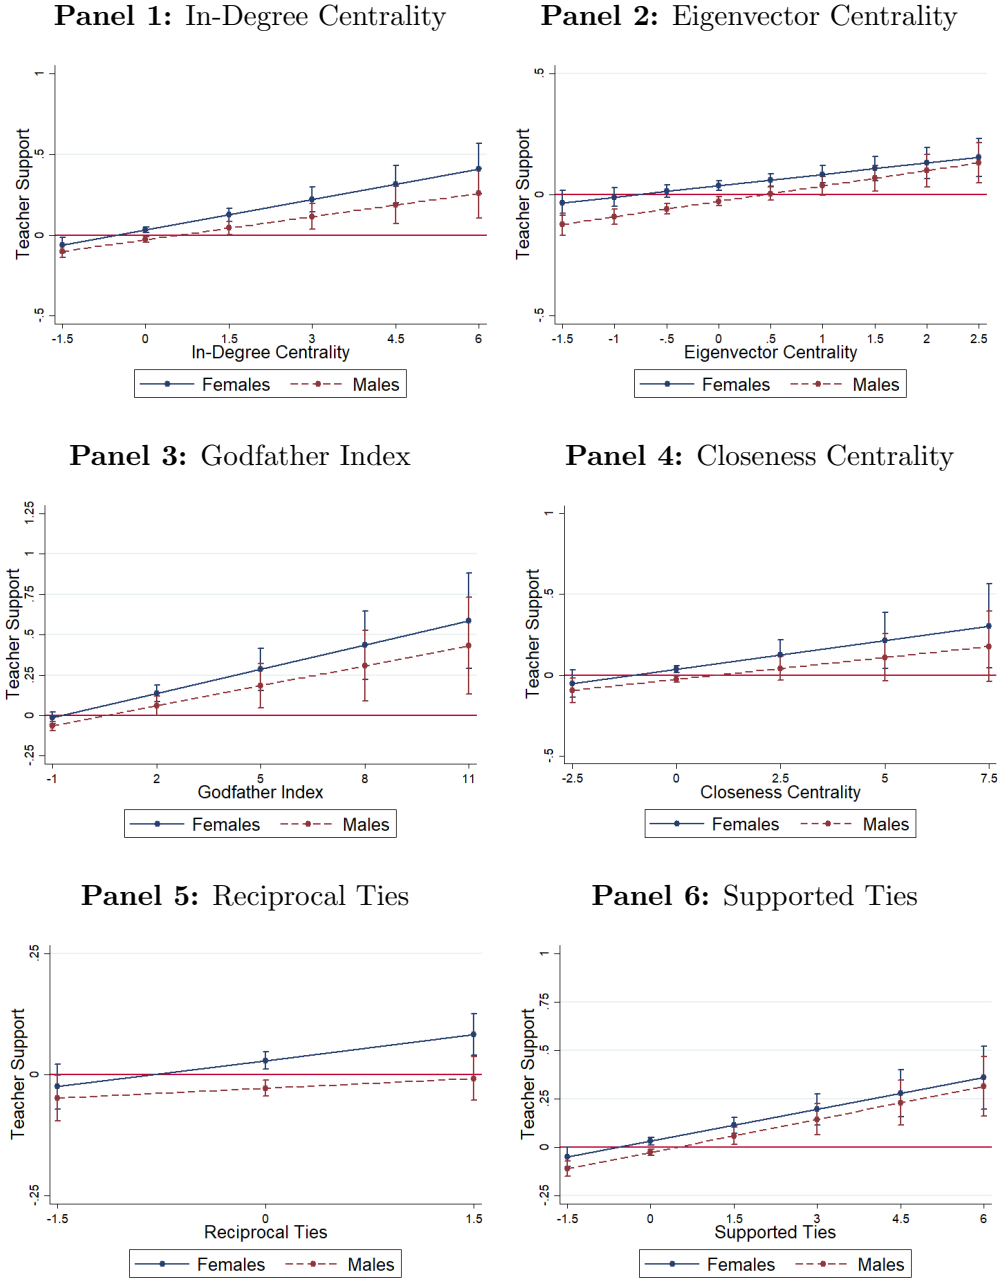 Panel 1: In-Degree Centrality
Teacher Support
1
.5
0
-.5
-1.5 0 1.5 3 4.5 6
In-Degree Centrality
Females Males
Panel 2: Eigenvector Centrality
Teacher Support
.5
0
-.5
-1.5 -1 -.5 0 .5 1 1.5 2 2.5
Eigenvector Centrality
Females Males
Panel 3: Godfather Index
Teacher Support
1.25
1
.75
.5
.25
0
-.25
-1 2 5 8 11
Godfather Index
Females Males
Panel 4: Closeness Centrality
Teacher Support
1
.5
0
-.5
-2.5 0 2.5 5 7.5
Closeness Centrality
Females Males
Panel 5: Reciprocal Ties
Teacher Support
.25
0
-.25
-1.5 0 1.5
Reciprocal Ties
Females Males
Panel 6: Supported Ties
Teacher Support
1
.75
.5
.25
0
-.25
-1.5 0 1.5 3 4.5 6
Supported Ties
Females Males